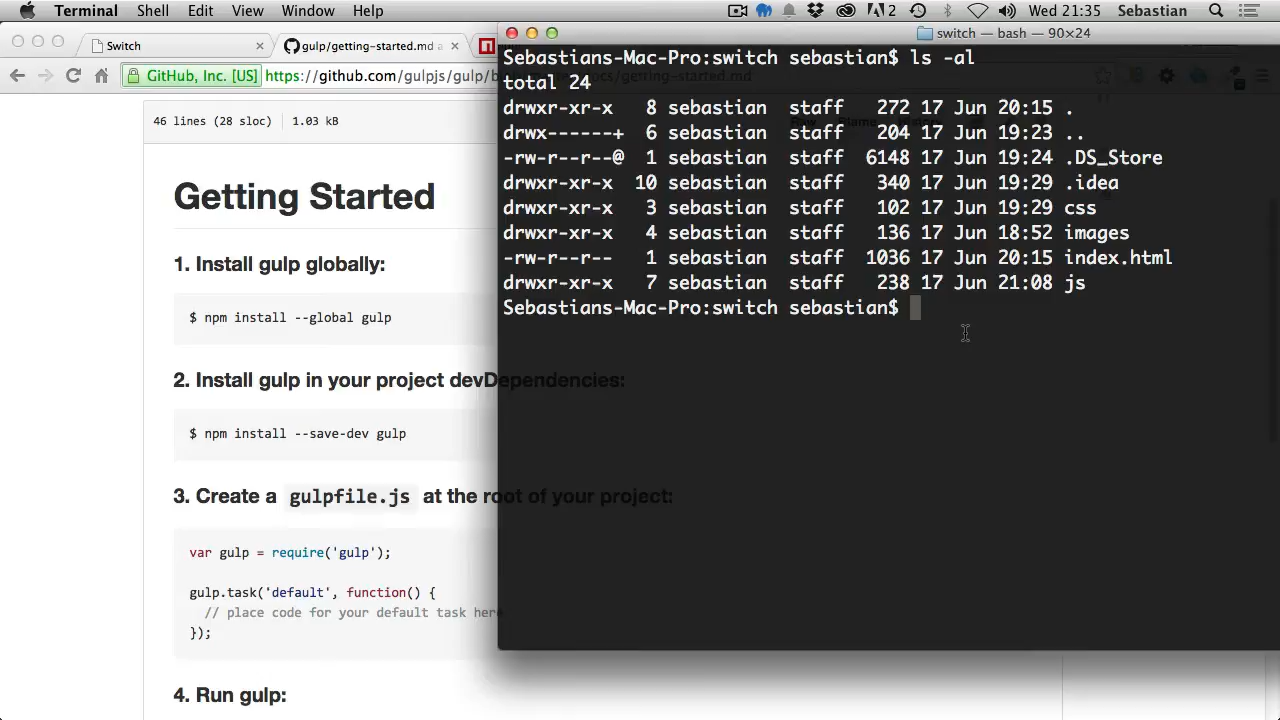 Terminal Shell Edit View Window Help 2 Wed 21:35 Sebastian
Switch × gulp/getting-started.md a ×
switch — bash — 90×24
GitHub, Inc. [US] https://github.com/gulpjs/gulp/
46 lines (28 sloc) 1.03 kB
Getting Started
1. Install gulp globally:
$ npm install --global gulp
2. Install gulp in your project devDependencies:
$ npm install --save-dev gulp
3. Create a gulpfile.js at the root of your project:
var gulp = require('gulp');
gulp.task('default', function() {
// place code for your default task here
});
4. Run gulp:
Sebastians-Mac-Pro:switch sebastian$ ls -al
total 24
drwxr-xr-x 8 sebastian staff 272 17 Jun 20:15 .
drwx------+ 6 sebastian staff 204 17 Jun 19:23 ..
-rw-r--r--@ 1 sebastian staff 6148 17 Jun 19:24 .DS_Store
drwxr-xr-x 10 sebastian staff 340 17 Jun 19:29 .idea
drwxr-xr-x 3 sebastian staff 102 17 Jun 19:29 css
drwxr-xr-x 4 sebastian staff 136 17 Jun 18:52 images
-rw-r--r-- 1 sebastian staff 1036 17 Jun 20:15 index.html
drwxr-xr-x 7 sebastian staff 238 17 Jun 21:08 js
Sebastians-Mac-Pro:switch sebastian$